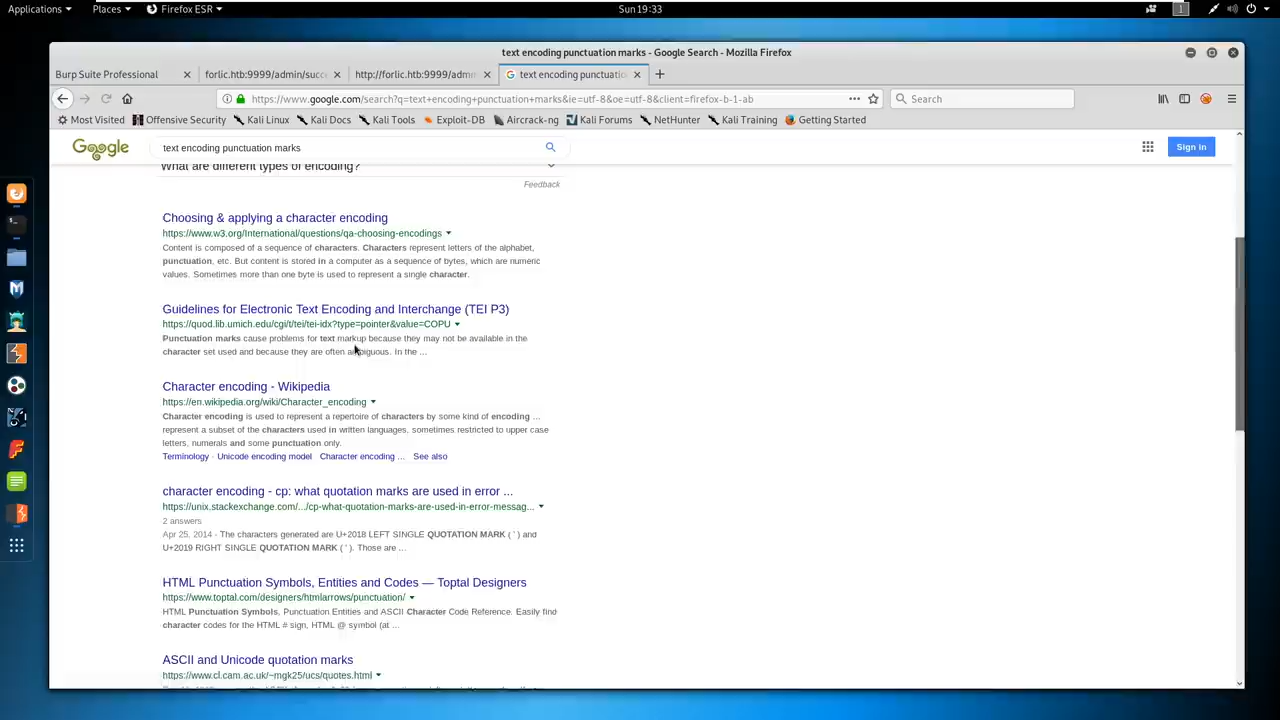 Applications Places Firefox ESR Sun 19:33 1
text encoding punctuation marks - Google Search - Mozilla Firefox
Burp Suite Professional × forlic.htb:9999/admin/succ × http://forlic.htb:9999/adm × text encoding punctuatio × +
https://www.google.com/search?q=text+encoding+punctuation+marks&ie=utf-8&oe=utf-8&client=firefox-b-1-ab Search
Most Visited Offensive Security Kali Linux Kali Docs Kali Tools Exploit-DB Aircrack-ng Kali Forums NetHunter Kali Training Getting Started
Google text encoding punctuation marks Sign in
What are different types of encoding?
Feedback
Choosing & applying a character encoding
https://www.w3.org/International/questions/qa-choosing-encodings
Content is composed of a sequence of characters. Characters represent letters of the alphabet,
punctuation, etc. But content is stored in a computer as a sequence of bytes, which are numeric
values. Sometimes more than one byte is used to represent a single character.
Guidelines for Electronic Text Encoding and Interchange (TEI P3)
https://quod.lib.umich.edu/cgi/t/tei/tei-idx?type=pointer&value=COPU
Punctuation marks cause problems for text markup because they may not be available in the
character set used and because they are often ambiguous. In the ...
Character encoding - Wikipedia
https://en.wikipedia.org/wiki/Character_encoding
Character encoding is used to represent a repertoire of characters by some kind of encoding ...
represent a subset of the characters used in written languages, sometimes restricted to upper case
letters, numerals and some punctuation only.
Terminology · Unicode encoding model · Character encoding ... · See also
character encoding - cp: what quotation marks are used in error ...
https://unix.stackexchange.com/.../cp-what-quotation-marks-are-used-in-error-messag...
2 answers
Apr 25, 2014 - The characters generated are U+2018 LEFT SINGLE QUOTATION MARK ( ' ) and
U+2019 RIGHT SINGLE QUOTATION MARK ( ' ). Those are ...
HTML Punctuation Symbols, Entities and Codes — Toptal Designers
https://www.toptal.com/designers/htmlarrows/punctuation/
HTML Punctuation Symbols, Punctuation Entities and ASCII Character Code Reference. Easily find
character codes for the HTML # sign, HTML @ symbol (at ...
ASCII and Unicode quotation marks
https://www.cl.cam.ac.uk/~mgk25/ucs/quotes.html